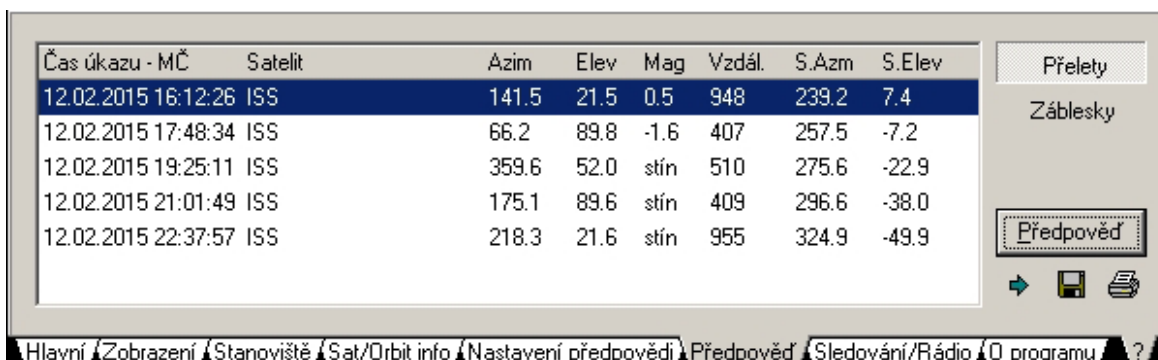 Čas úkazu - MČ Satelit Azim Elev Mag Vzdál. S.Azm S.Elev
12.02.2015 16:12:26 ISS 141.5 21.5 0.5 948 239.2 7.4
12.02.2015 17:48:34 ISS 66.2 89.8 -1.6 407 257.5 -7.2
12.02.2015 19:25:11 ISS 359.6 52.0 stín 510 275.6 -22.9
12.02.2015 21:01:49 ISS 175.1 89.6 stín 409 296.6 -38.0
12.02.2015 22:37:57 ISS 218.3 21.6 stín 955 324.9 -49.9
Přelety
Záblesky
Předpověď
Hlavní Zobrazení Stanoviště Sat/Orbit info Nastavení předpovědi Předpověď Sledování/Rádio O programu ?